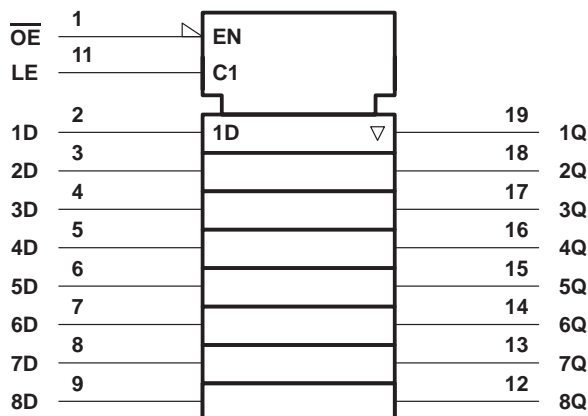 OE 1 EN
LE 11 C1
1D 2 1D ▽ 19 1Q
2D 3 18 2Q
3D 4 17 3Q
4D 5 16 4Q
5D 6 15 5Q
6D 7 14 6Q
7D 8 13 7Q
8D 9 12 8Q